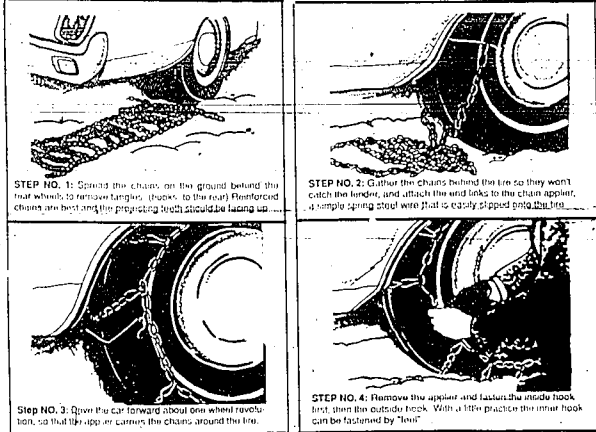 STEP NO. 1: Spread the chains on the ground behind the
rear wheels to remove tangles. (hooks to the rear) Reinforced
chains are best and the projecting teeth should be facing up.
STEP NO. 2: Gather the chains behind the tire so they won't
catch the fender, and attach the end links to the chain applier,
a simple spring steel wire that is easily slipped onto the tire.
Step NO. 3: Drive the car forward about one wheel revolu-
tion, so that the applier carries the chains around the tire.
STEP NO. 4: Remove the applier and fasten the inside hook
first, then the outside hook. With a little practice the inner hook
can be fastened by "feel"